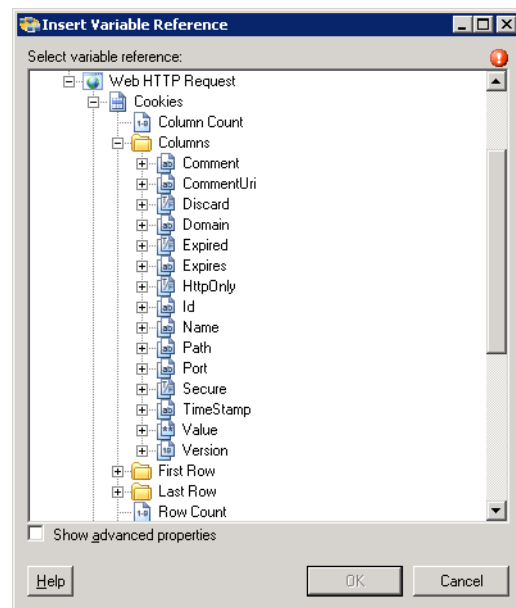 Insert Variable Reference
Select variable reference:
Web HTTP Request
Cookies
Column Count
Columns
Comment
CommentUri
Discard
Domain
Expired
Expires
HttpOnly
Id
Name
Path
Port
Secure
TimeStamp
Value
Version
First Row
Last Row
Row Count
Show advanced properties
Help
OK
Cancel